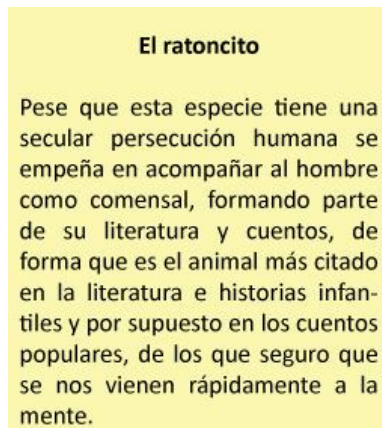 El ratoncito
Pese que esta especie tiene una
secular persecución humana se
empeña en acompañar al hombre
como comensal, formando parte
de su literatura y cuentos, de
forma que es el animal más citado
en la literatura e historias infan-
tiles y por supuesto en los cuentos
populares, de los que seguro que
se nos vienen rápidamente a la
mente.